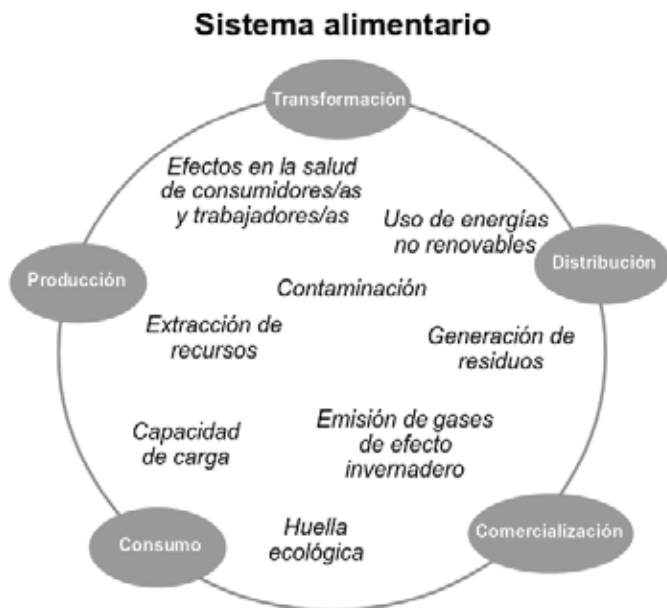 Sistema alimentario
Transformación
Efectos en la salud
de consumidores/as
y trabajadores/as
Uso de energías
no renovables
Distribución
Producción
Contaminación
Extracción de
recursos
Generación de
residuos
Capacidad
de carga
Emisión de gases
de efecto
invernadero
Comercialización
Consumo
Huella
ecológica